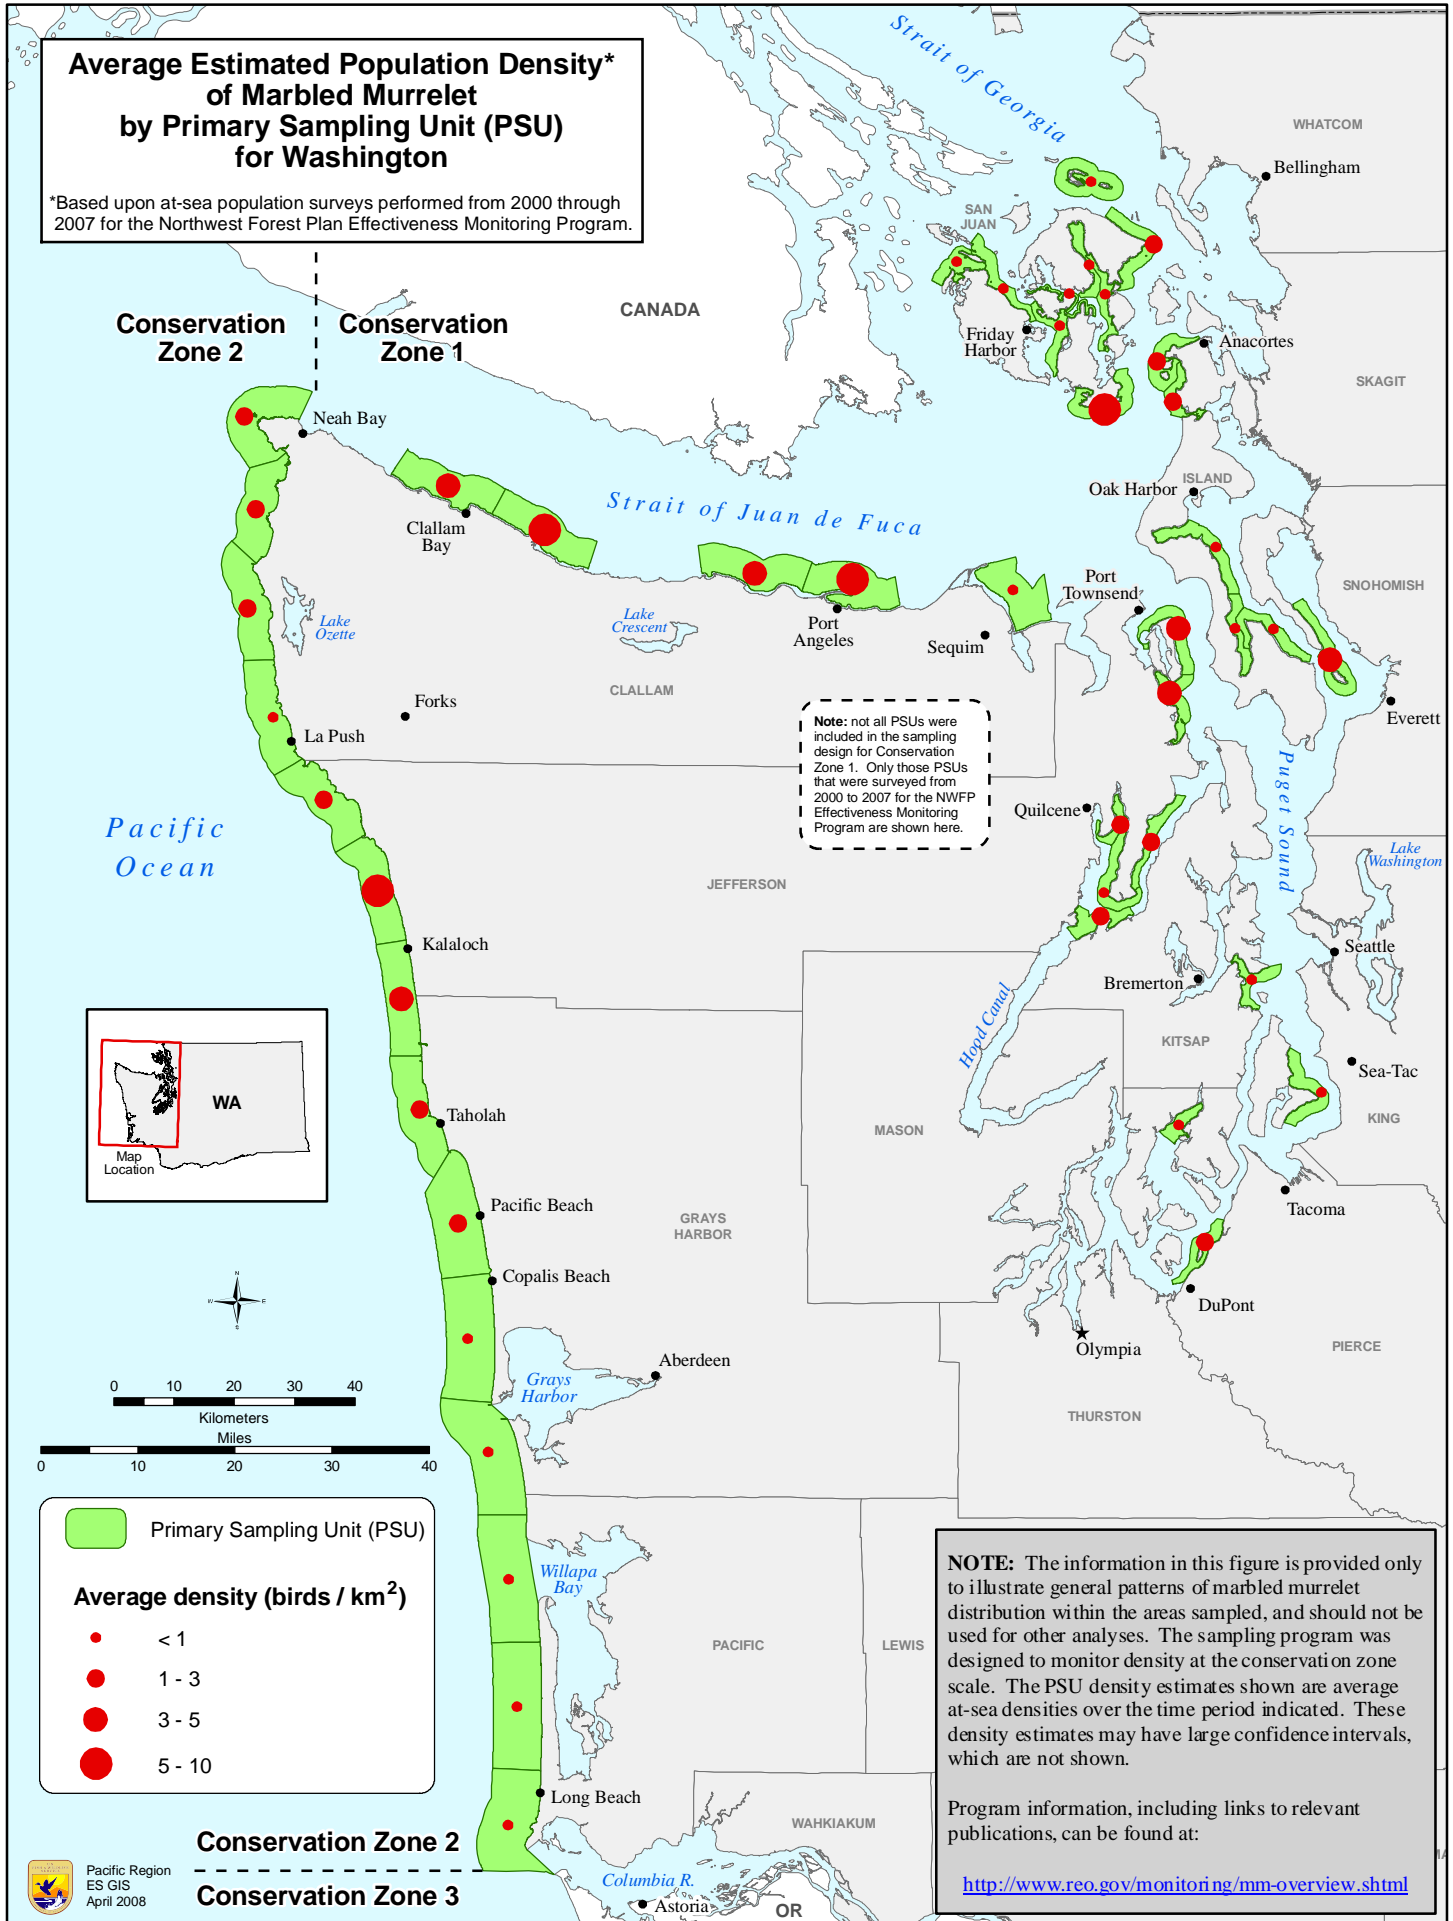 Average Estimated Population Density*
of Marbled Murrelet
by Primary Sampling Unit (PSU)
for Washington
*Based upon at-sea population surveys performed from 2000 through
2007 for the Northwest Forest Plan Effectiveness Monitoring Program.
Strait of Georgia
WHATCOM
Bellingham
SAN
JUAN
CANADA
Conservation
Zone 2
Conservation
Zone 1
Friday
Harbor
Anacortes
SKAGIT
Neah Bay
ISLAND
Oak Harbor
Strait of Juan de Fuca
Clallam
Bay
SNOHOMISH
Port
Townsend
Lake
Ozette
Lake
Crescent
Port
Angeles
Sequim
CLALLAM
Forks
Everett
La Push
Note: not all PSUs were
included in the sampling
design for Conservation
Zone 1. Only those PSUs
that were surveyed from
2000 to 2007 for the NWFP
Effectiveness Monitoring
Program are shown here.
Puget Sound
Quilcene
Pacific
Ocean
Lake
Washington
JEFFERSON
Kalaloch
Seattle
Bremerton
Hood Canal
KITSAP
Sea-Tac
WA
Map
Location
Taholah
MASON
KING
Pacific Beach
GRAYS
HARBOR
Tacoma
N
W
E
S
Copalis Beach
DuPont
Olympia
PIERCE
Aberdeen
Grays
Harbor
THURSTON
0 10 20 30 40
Kilometers
Miles
0 10 20 30 40
Primary Sampling Unit (PSU)
Average density (birds / km²)
< 1
1 - 3
3 - 5
5 - 10
Willapa
Bay
PACIFIC
LEWIS
NOTE: The information in this figure is provided only
to illustrate general patterns of marbled murrelet
distribution within the areas sampled, and should not be
used for other analyses. The sampling program was
designed to monitor density at the conservation zone
scale. The PSU density estimates shown are average
at-sea densities over the time period indicated. These
density estimates may have large confidence intervals,
which are not shown.
Program information, including links to relevant
publications, can be found at:
http://www.reo.gov/monitoring/mm-overview.shtml
Long Beach
WAHKIAKUM
Conservation Zone 2
Conservation Zone 3
Pacific Region
ES GIS
April 2008
Columbia R.
Astoria
OR